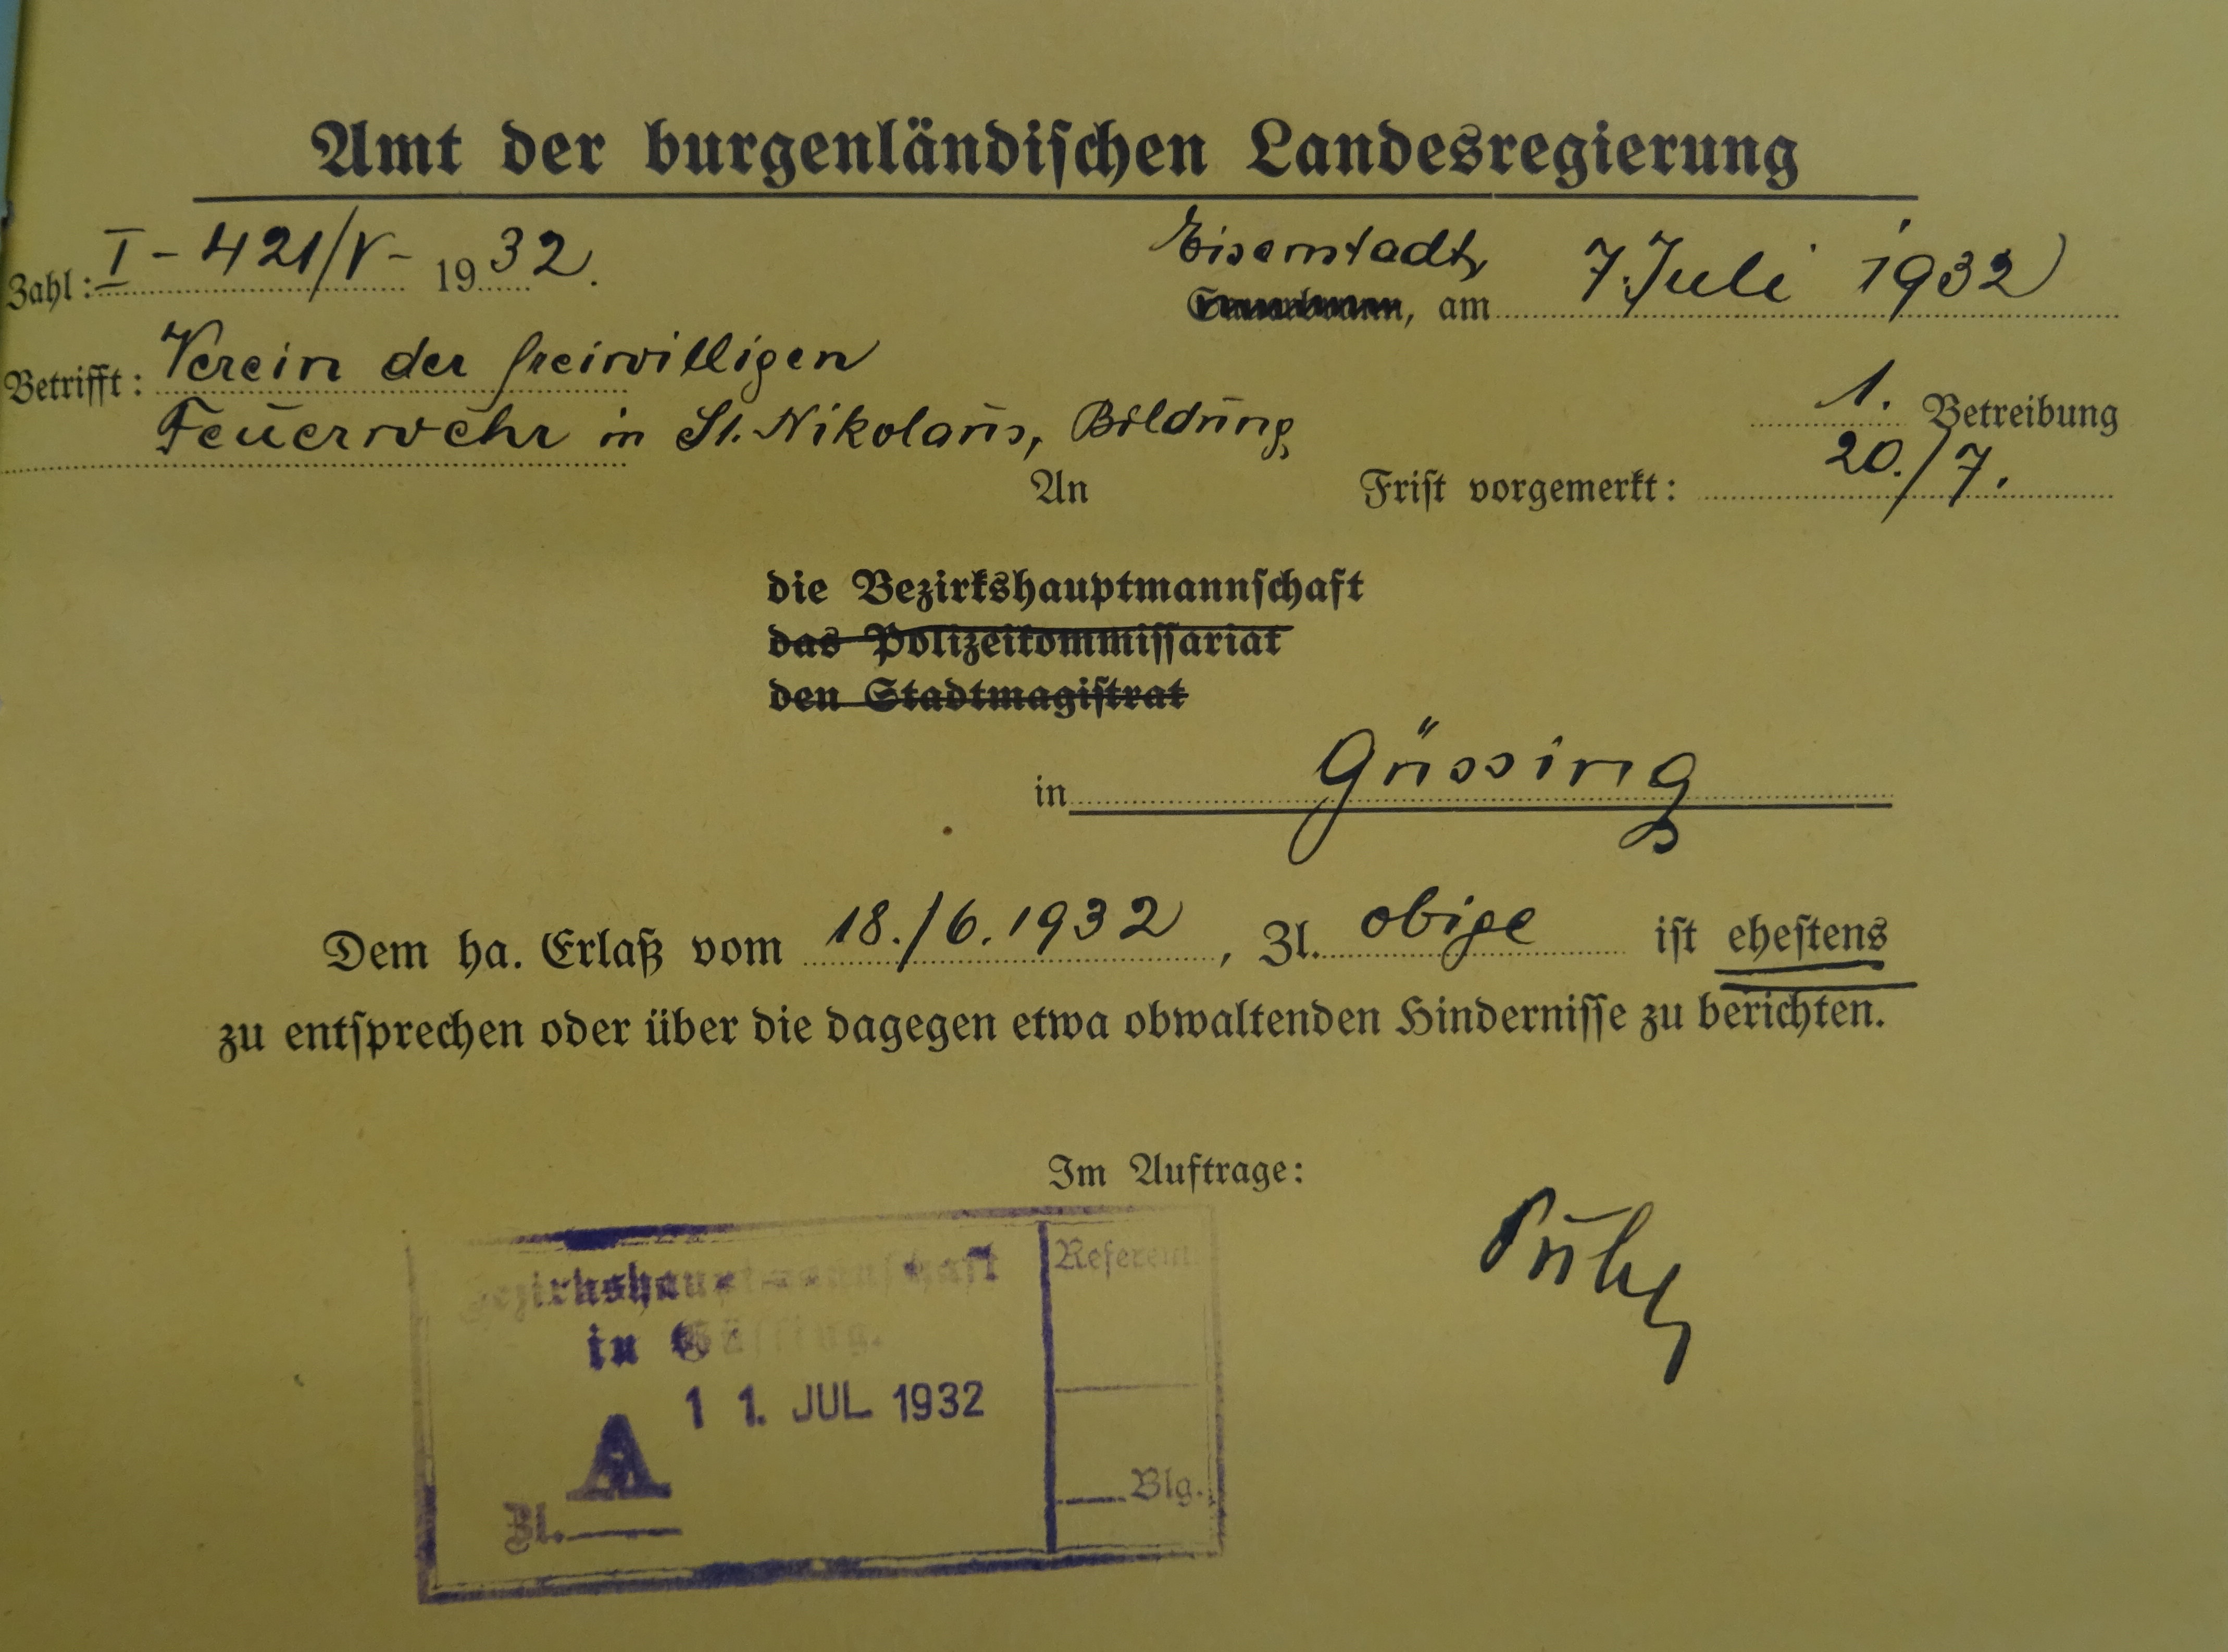 Amt der burgenländischen Landesregierung
Zahl: I - 421/V - 1932.
Eisenstadt,
, am 7. Juli 1932
Betrifft: Verein der freiwilligen
Feuerwehr in St. Nikolaus, Bildung
1. Betreibung
An
Frist vorgemerkt: 20./7.
die Bezirkshauptmannschaft
das Polizeikommissariat
den Stadtmagistrat
in Güssing
Dem ha. Erlaß vom 18./6. 1932, Zl. obige ist ehestens
zu entsprechen oder über die dagegen etwa obwaltenden Hindernisse zu berichten.
Im Auftrage:
Bezirkshauptmannschaft
in Güssing.
11. JUL 1932
A
Zl.
Referent
Blg.